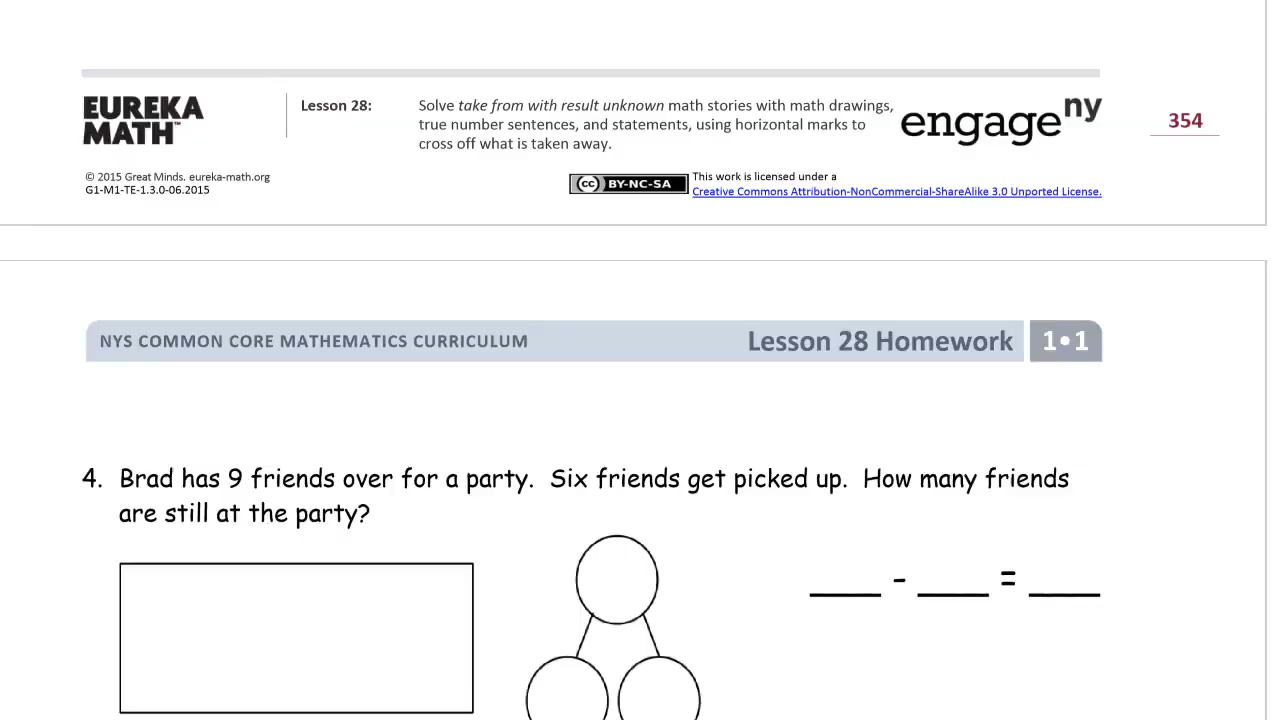 EUREKA
MATH™
Lesson 28:
Solve take from with result unknown math stories with math drawings,
true number sentences, and statements, using horizontal marks to
cross off what is taken away.
engageny
354
© 2015 Great Minds. eureka-math.org
G1-M1-TE-1.3.0-06.2015
cc BY-NC-SA
This work is licensed under a
Creative Commons Attribution-NonCommercial-ShareAlike 3.0 Unported License.
NYS COMMON CORE MATHEMATICS CURRICULUM
Lesson 28 Homework
1•1
4. Brad has 9 friends over for a party. Six friends get picked up. How many friends
are still at the party?
____ - ____ = ____